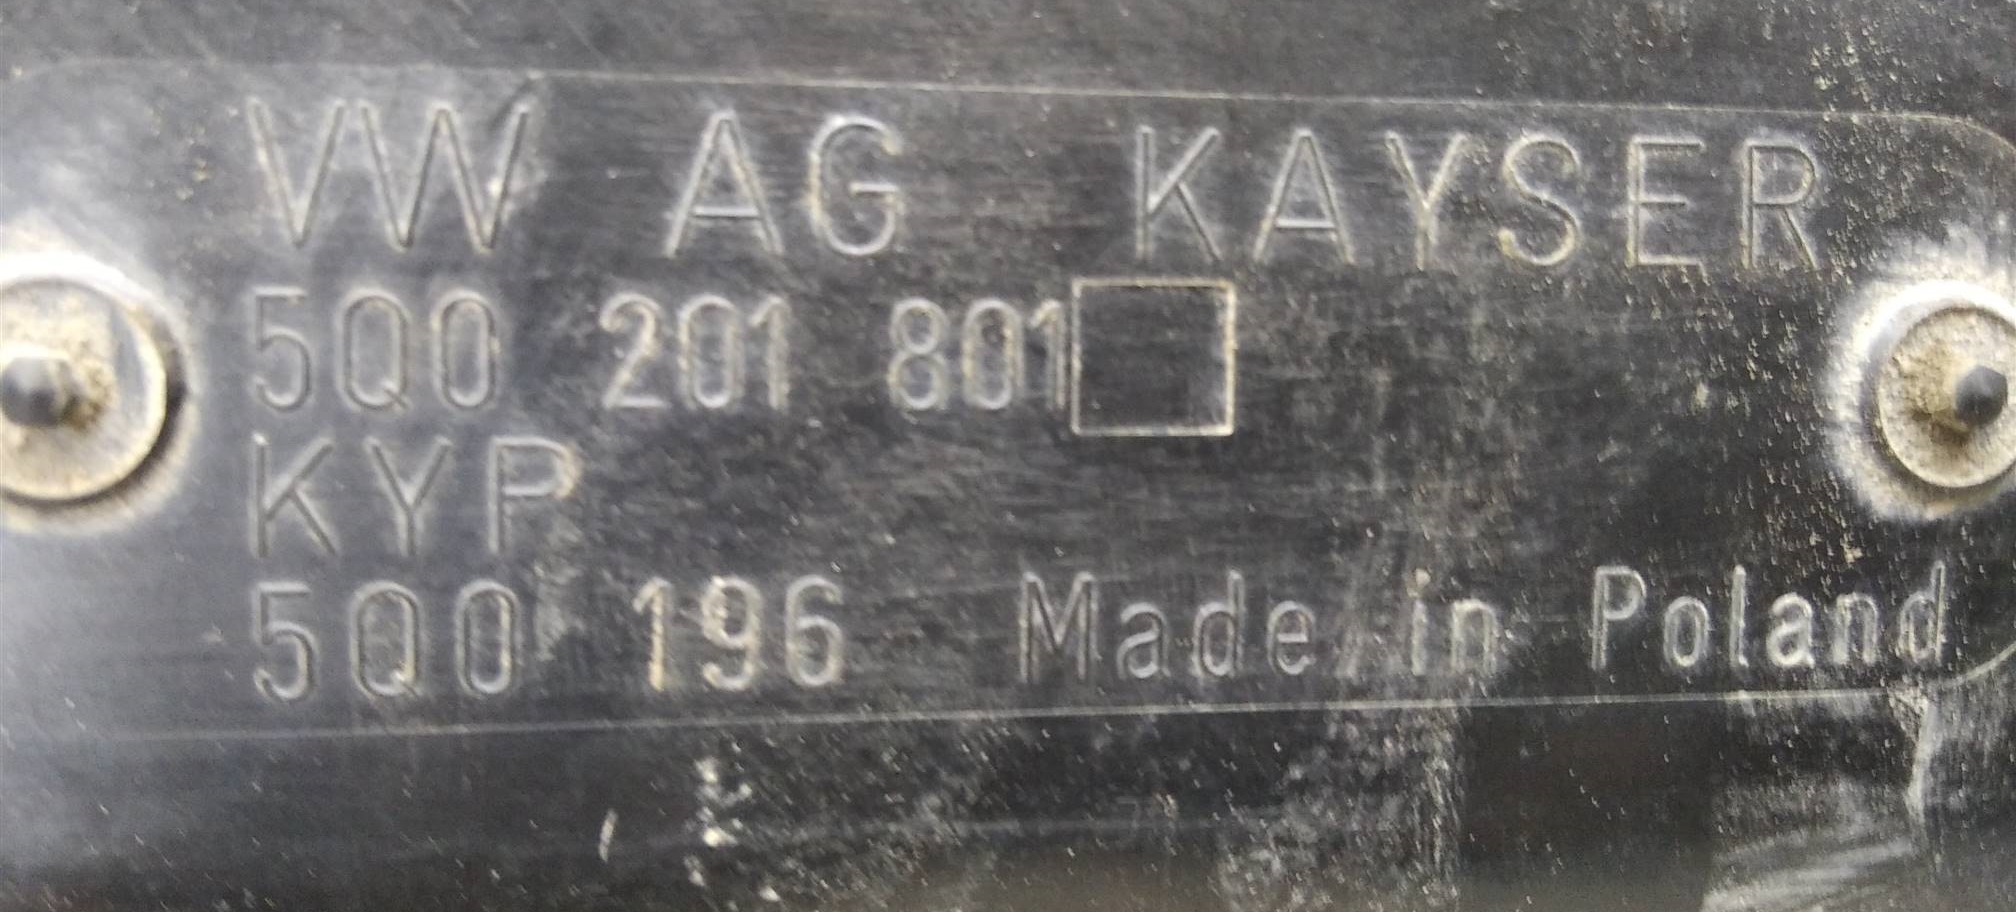 VW AG KAYSER
5Q0 201 801
KYP
5Q0 196 Made in Poland